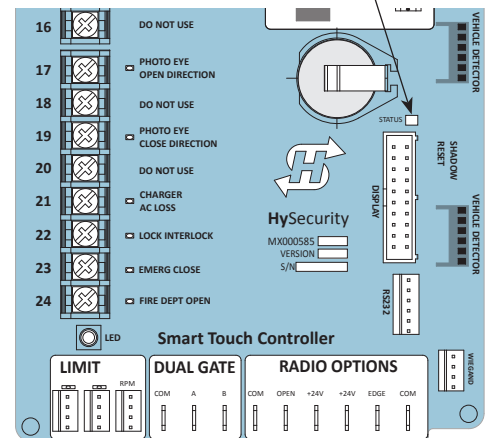 16 DO NOT USE
17 PHOTO EYE
OPEN DIRECTION
18 DO NOT USE
19 PHOTO EYE
CLOSE DIRECTION
20 DO NOT USE
21 CHARGER
AC LOSS
22 LOCK INTERLOCK
23 EMERG CLOSE
24 FIRE DEPT OPEN
LED
VEHICLE DETECTOR
STATUS
SHADOW
RESET
DISPLAY
VEHICLE DETECTOR
HySecurity
MX000585
VERSION
S/N
RS232
Smart Touch Controller
WIEGAND
LIMIT
RPM
DUAL GATE
COM A B
RADIO OPTIONS
COM OPEN +24V +24V EDGE COM